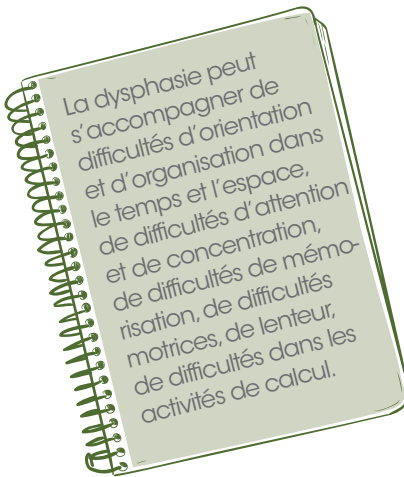 La dysphasie peut
s'accompagner de
difficultés d'orientation
et d'organisation dans
le temps et l'espace,
de difficultés d'attention
et de concentration,
de difficultés de mémo-
risation, de difficultés
motrices, de lenteur,
de difficultés dans les
activités de calcul.